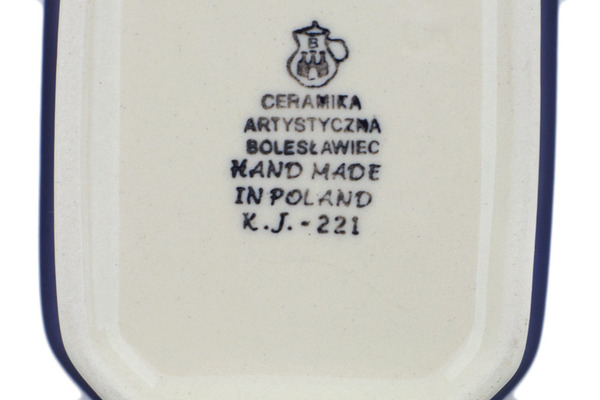 B
CERAMIKA
ARTYSTYCZNA
BOLESŁAWIEC
HAND MADE
IN POLAND
K.J.-221